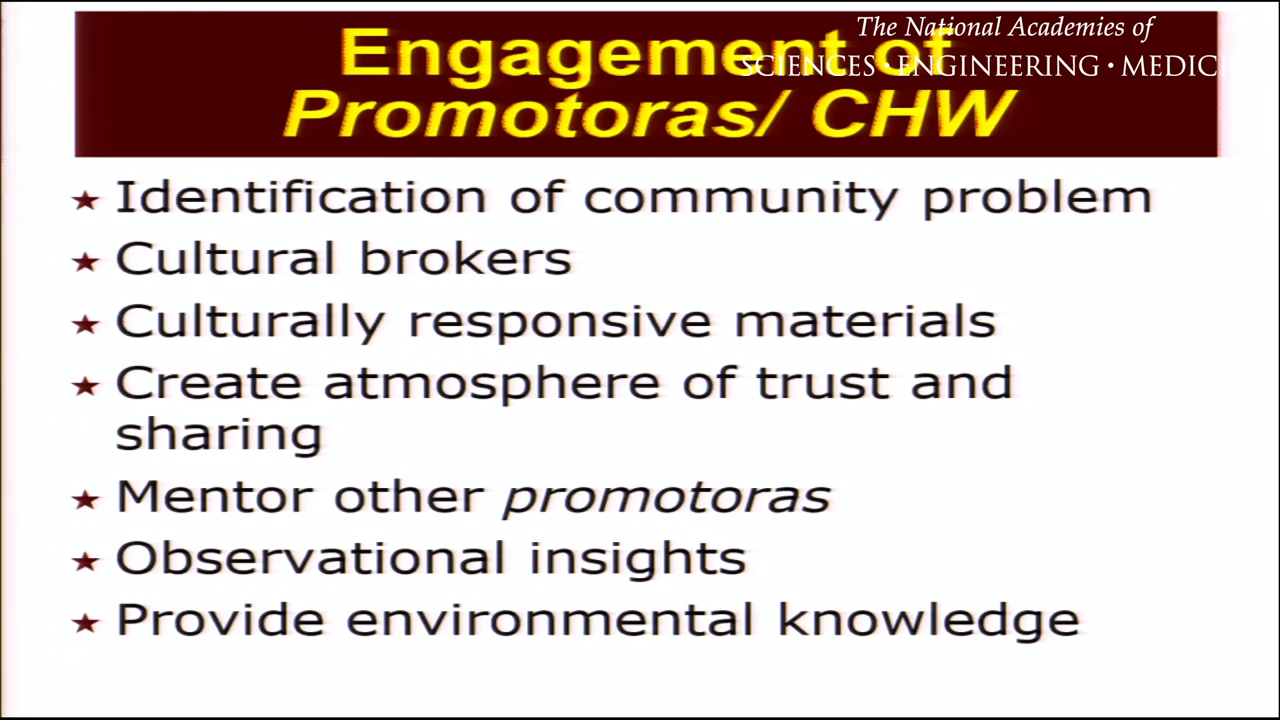 The National Academies of
SCIENCES • ENGINEERING •
Engagement of
Promotoras/ CHW
★ Identification of community problem
★ Cultural brokers
★ Culturally responsive materials
★ Create atmosphere of trust and
sharing
★ Mentor other promotoras
★ Observational insights
★ Provide environmental knowledge